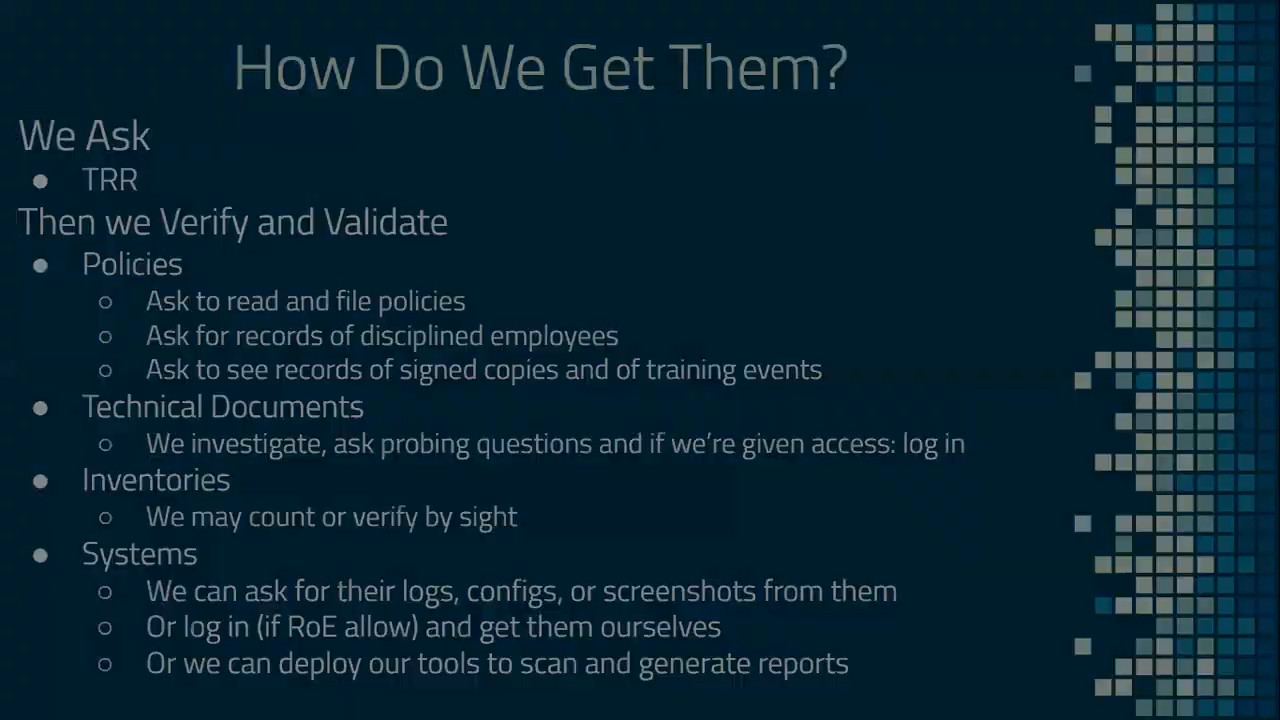 How Do We Get Them?
We Ask
● TRR
Then we Verify and Validate
● Policies
○ Ask to read and file policies
○ Ask for records of disciplined employees
○ Ask to see records of signed copies and of training events
● Technical Documents
○ We investigate, ask probing questions and if we’re given access: log in
● Inventories
○ We may count or verify by sight
● Systems
○ We can ask for their logs, configs, or screenshots from them
○ Or log in (if RoE allow) and get them ourselves
○ Or we can deploy our tools to scan and generate reports